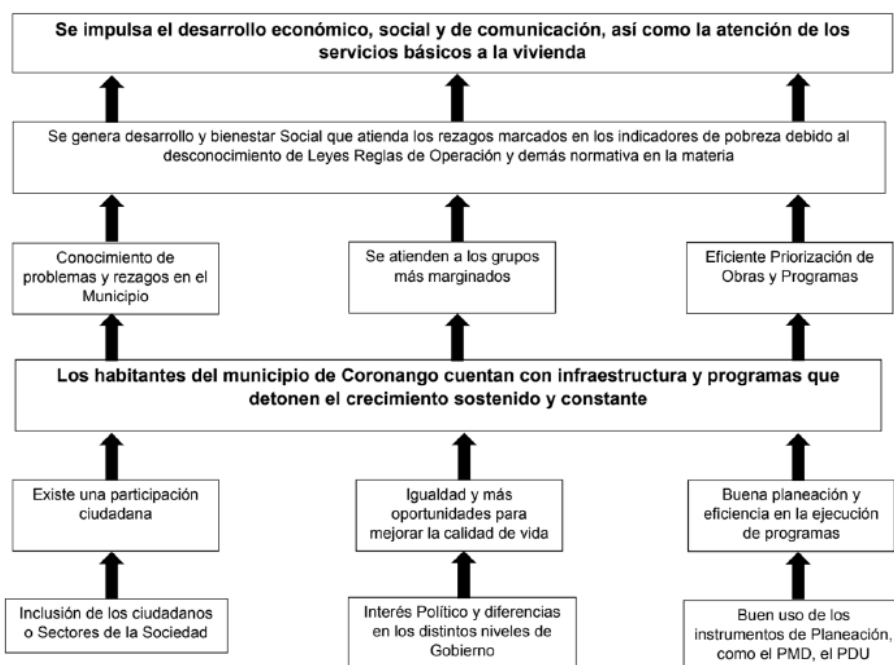 Se impulsa el desarrollo económico, social y de comunicación, así como la atención de los
servicios básicos a la vivienda
Se genera desarrollo y bienestar Social que atienda los rezagos marcados en los indicadores de pobreza debido al
desconocimiento de Leyes Reglas de Operación y demás normativa en la materia
Conocimiento de
problemas y rezagos en el
Municipio
Se atienden a los grupos
más marginados
Eficiente Priorización de
Obras y Programas
Los habitantes del municipio de Coronango cuentan con infraestructura y programas que
detonen el crecimiento sostenido y constante
Existe una participación
ciudadana
Igualdad y más
oportunidades para
mejorar la calidad de vida
Buena planeación y
eficiencia en la ejecución
de programas
Inclusión de los ciudadanos
o Sectores de la Sociedad
Interés Político y diferencias
en los distintos niveles de
Gobierno
Buen uso de los
instrumentos de Planeación,
como el PMD, el PDU